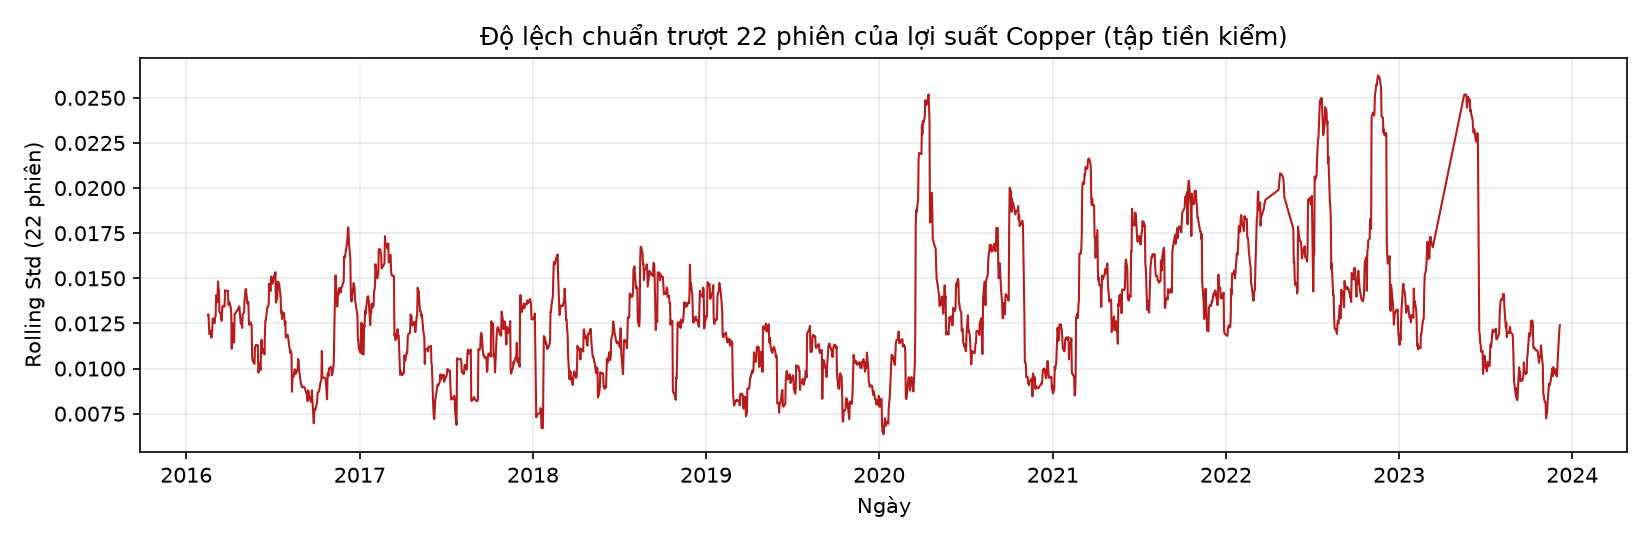 Độ lệch chuẩn trượt 22 phiên của lợi suất Copper (tập tiền kiểm)
Rolling Std (22 phiên)
0.0250
0.0225
0.0200
0.0175
0.0150
0.0125
0.0100
0.0075
2016 2017 2018 2019 2020 2021 2022 2023 2024
Ngày